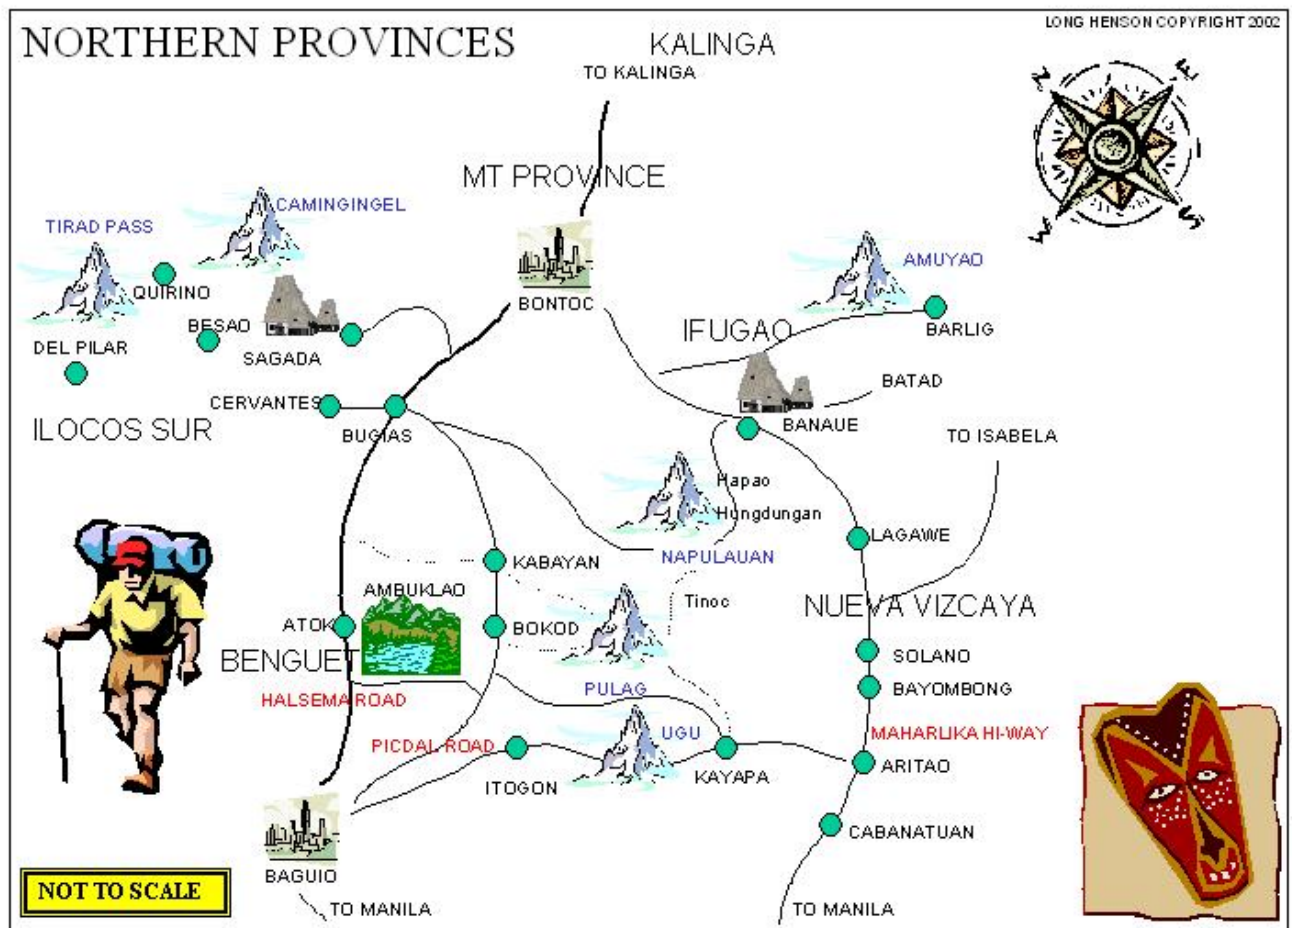 LONG HENSON COPYRIGHT 2002
NORTHERN PROVINCES
KALINGA
TO KALINGA
N
E
W
S
MT PROVINCE
CAMINGINGEL
TIRAD PASS
AMUYAO
QUIRINO
BONTOC
BESAO
SAGADA
IFUGAO
BARLIG
DEL PILAR
BATAD
CERVANTES
BUGIAS
BANAUE
ILOCOS SUR
TO ISABELA
Hapao
Hungdungan
LAGAWE
NAPULAUAN
KABAYAN
AMBUKLAO
Tinoc
NUEVA VIZCAYA
ATOK
BOKOD
BENGUET
SOLANO
PULAG
BAYOMBONG
HALSEMA ROAD
UGU
MAHARLIKA HI-WAY
PICDAL ROAD
ITOGON
KAYAPA
ARITAO
CABANATUAN
BAGUIO
NOT TO SCALE
TO MANILA
TO MANILA